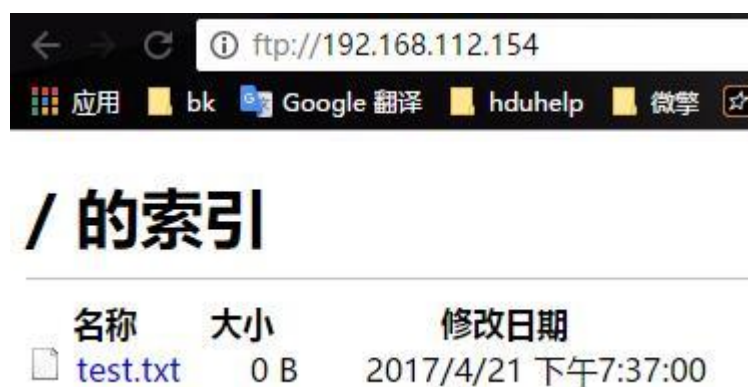 ftp://192.168.112.154
应用 bk Google 翻译 hduhelp 微擎
/ 的索引
名称 大小 修改日期
test.txt 0 B 2017/4/21 下午7:37:00